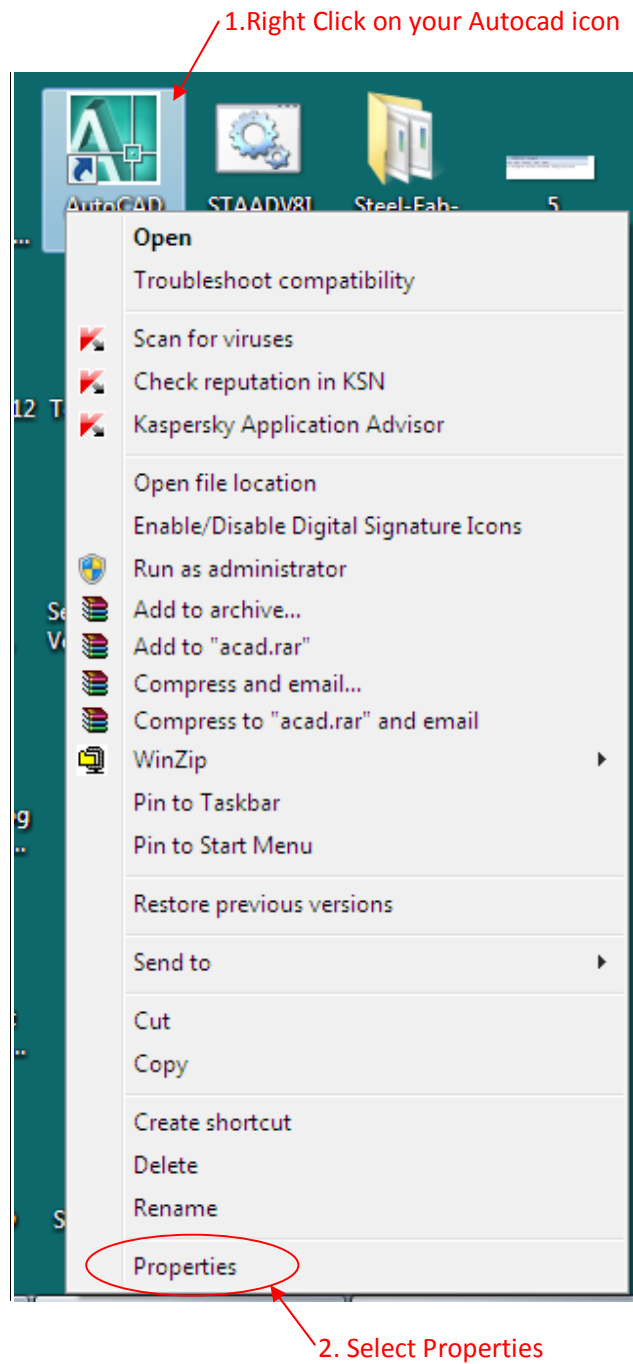 1.Right Click on your Autocad icon
AutoCAD STAADV8I Steel-Fab- 5
...
Open
Troubleshoot compatibility
Scan for viruses
Check reputation in KSN
12 T
Kaspersky Application Advisor
Open file location
Enable/Disable Digital Signature Icons
Run as administrator
Se
Add to archive...
V
Add to "acad.rar"
Compress and email...
Compress to "acad.rar" and email
WinZip
Pin to Taskbar
g
..
Pin to Start Menu
Restore previous versions
Send to
Cut
..
Copy
Create shortcut
Delete
Rename
S
Properties
2. Select Properties